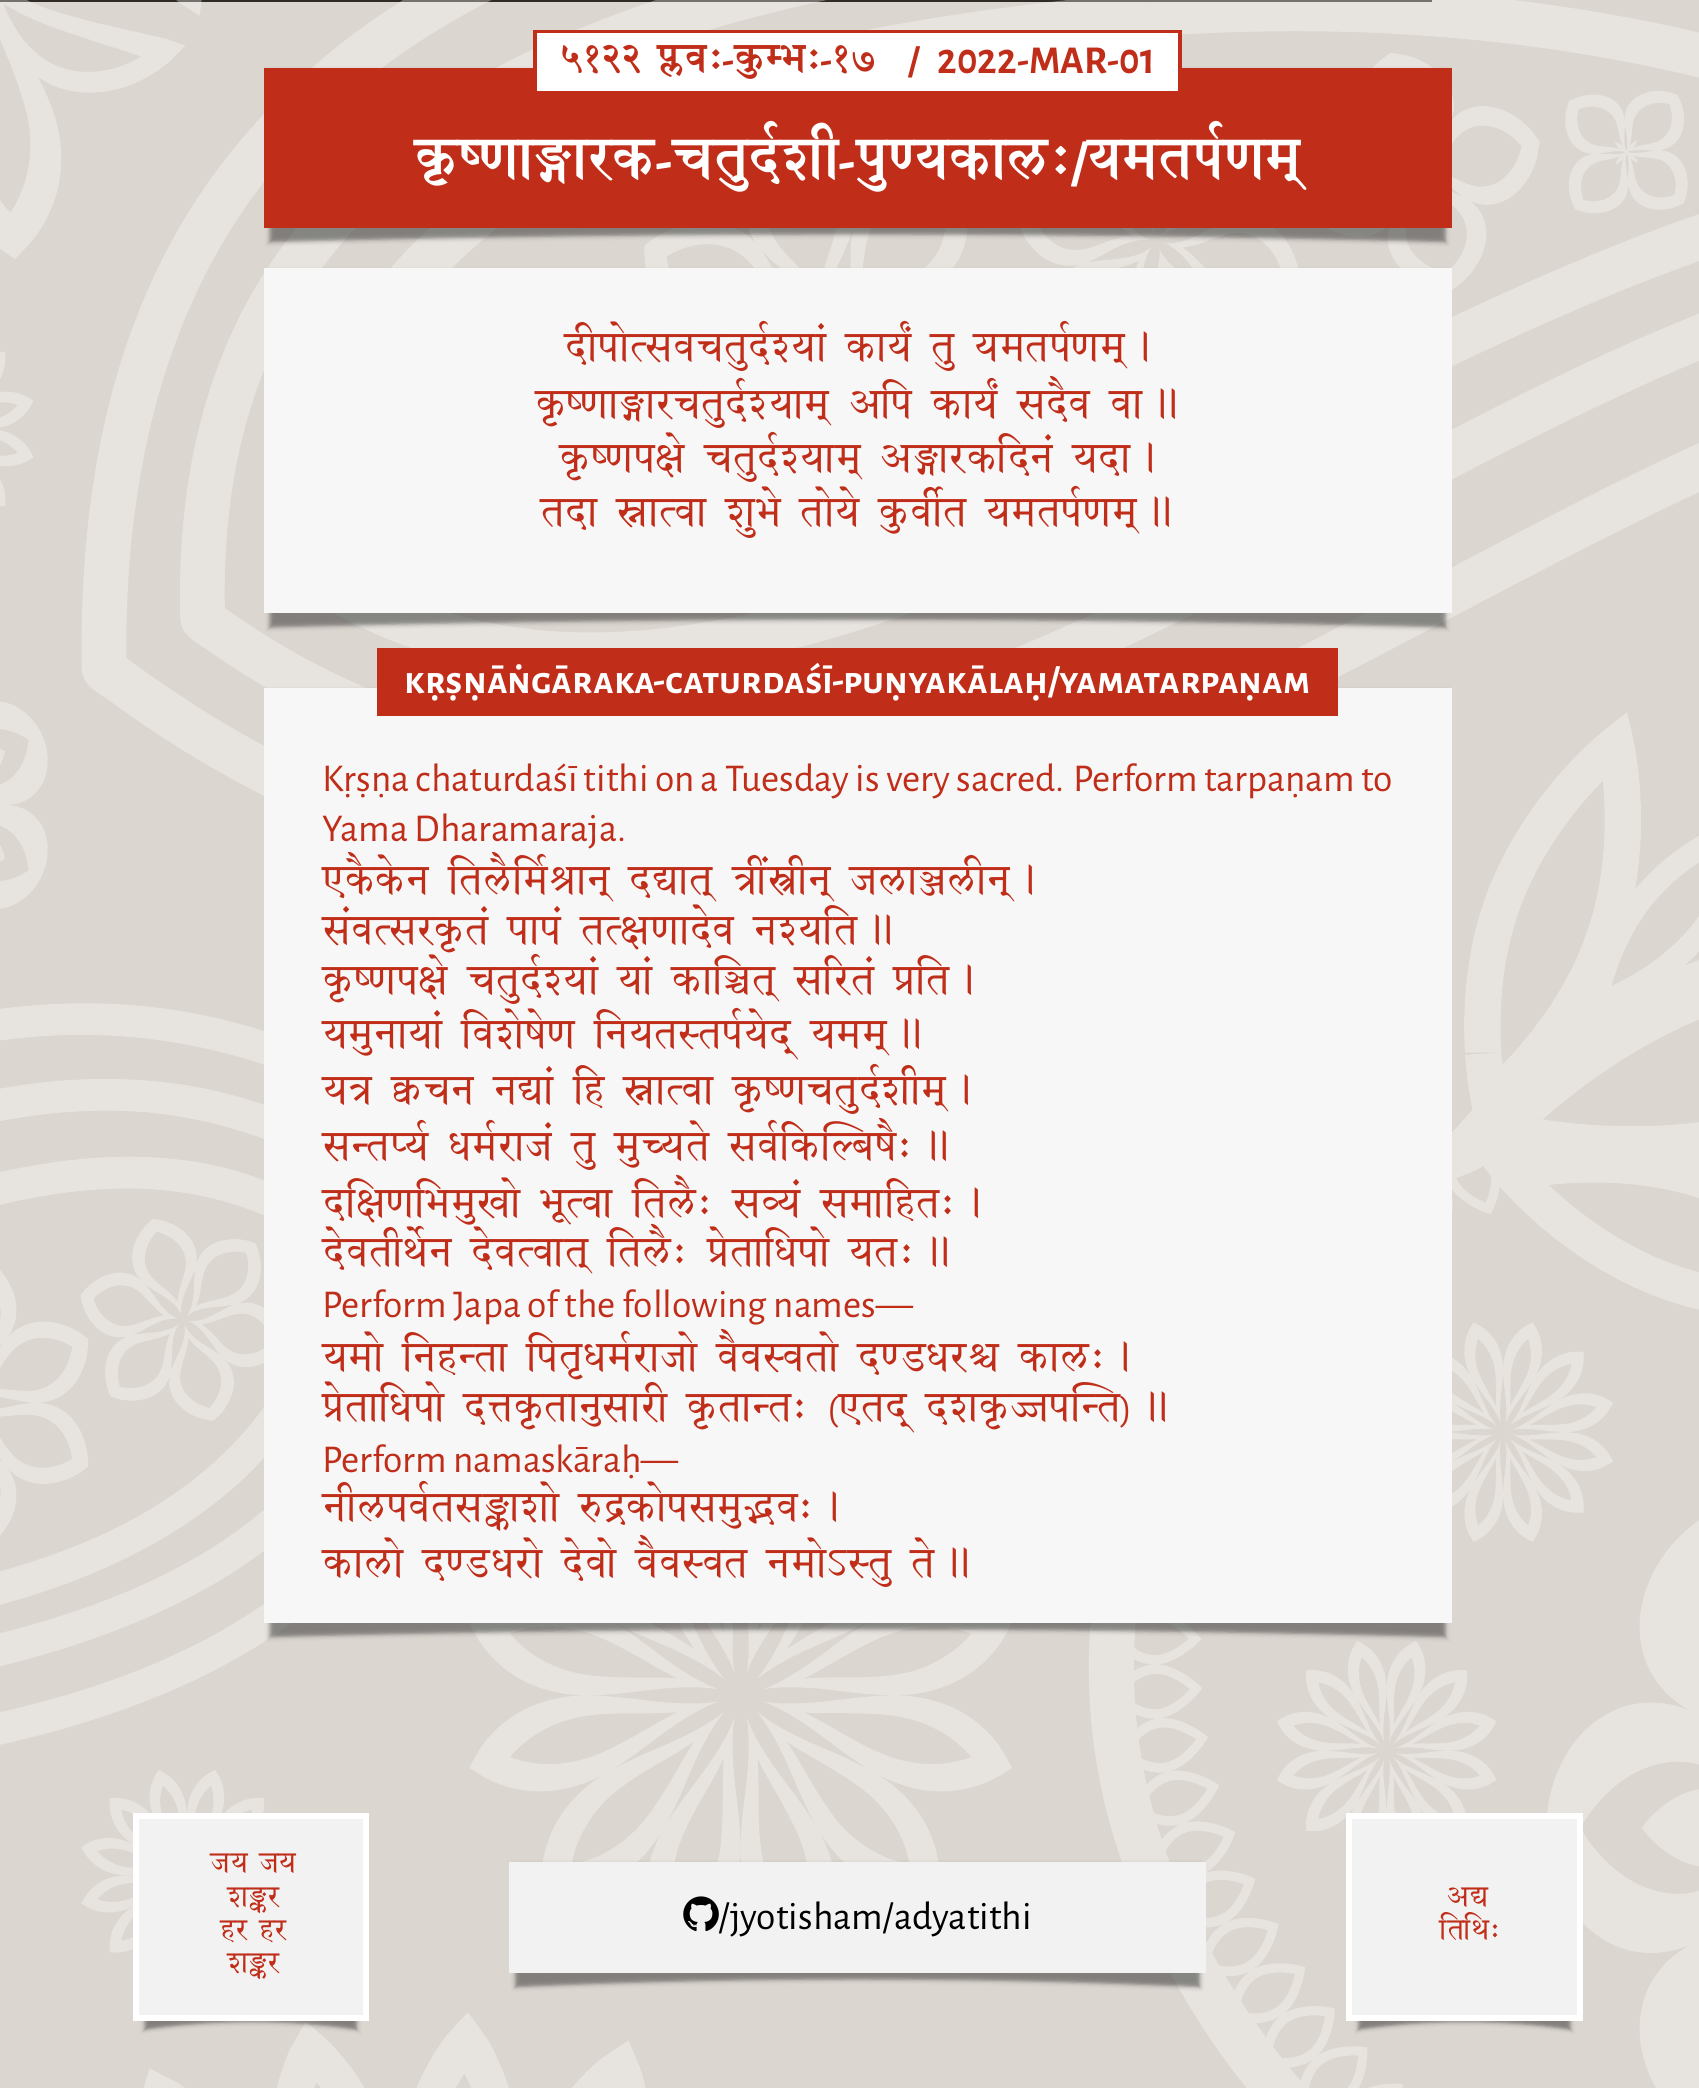 ५१२२ प्लवः-कुम्भः-१७ / 2022-MAR-01
कृष्णाङ्गारक-चतुर्दशी-पुण्यकालः/यमतर्पणम्
दीपोत्सवचतुर्दश्यां कार्यं तु यमतर्पणम् ।
कृष्णाङ्गारचतुर्दश्याम् अपि कार्यं सदैव वा ॥
कृष्णपक्षे चतुर्दश्याम् अङ्गारकदिनं यदा ।
तदा स्नात्वा शुभे तोये कुर्वीत यमतर्पणम् ॥
KṚṢṆĀṄGĀRAKA-CATURDAŚĪ-PUṆYAKĀLAḤ/YAMATARPAṆAM
Kṛṣṇa chaturdaśī tithi on a Tuesday is very sacred. Perform tarpaṇam to
Yama Dharamaraja.
एकैकेन तिलैर्मिश्रान् दद्यात् त्रींस्त्रीन् जलाञ्जलीन् ।
संवत्सरकृतं पापं तत्क्षणादेव नश्यति ॥
कृष्णपक्षे चतुर्दश्यां यां काञ्चित् सरितं प्रति ।
यमुनायां विशेषेण नियतस्तर्पयेद् यमम् ॥
यत्र क्वचन नद्यां हि स्नात्वा कृष्णचतुर्दशीम् ।
सन्तर्प्य धर्मराजं तु मुच्यते सर्वकिल्बिषैः ॥
दक्षिणभिमुखो भूत्वा तिलैः सव्यं समाहितः ।
देवतीर्थेन देवत्वात् तिलैः प्रेताधिपो यतः ॥
Perform Japa of the following names—
यमो निहन्ता पितृधर्मराजो वैवस्वतो दण्डधरश्च कालः ।
प्रेताधिपो दत्तकृतानुसारी कृतान्तः (एतद् दशकृज्जपन्ति) ॥
Perform namaskāraḥ—
नीलपर्वतसङ्काशो रुद्रकोपसमुद्भवः ।
कालो दण्डधरो देवो वैवस्वत नमोऽस्तु ते ॥
जय जय
शङ्कर
हर हर
शङ्कर
/jyotisham/adyatithi
अद्य
तिथिः